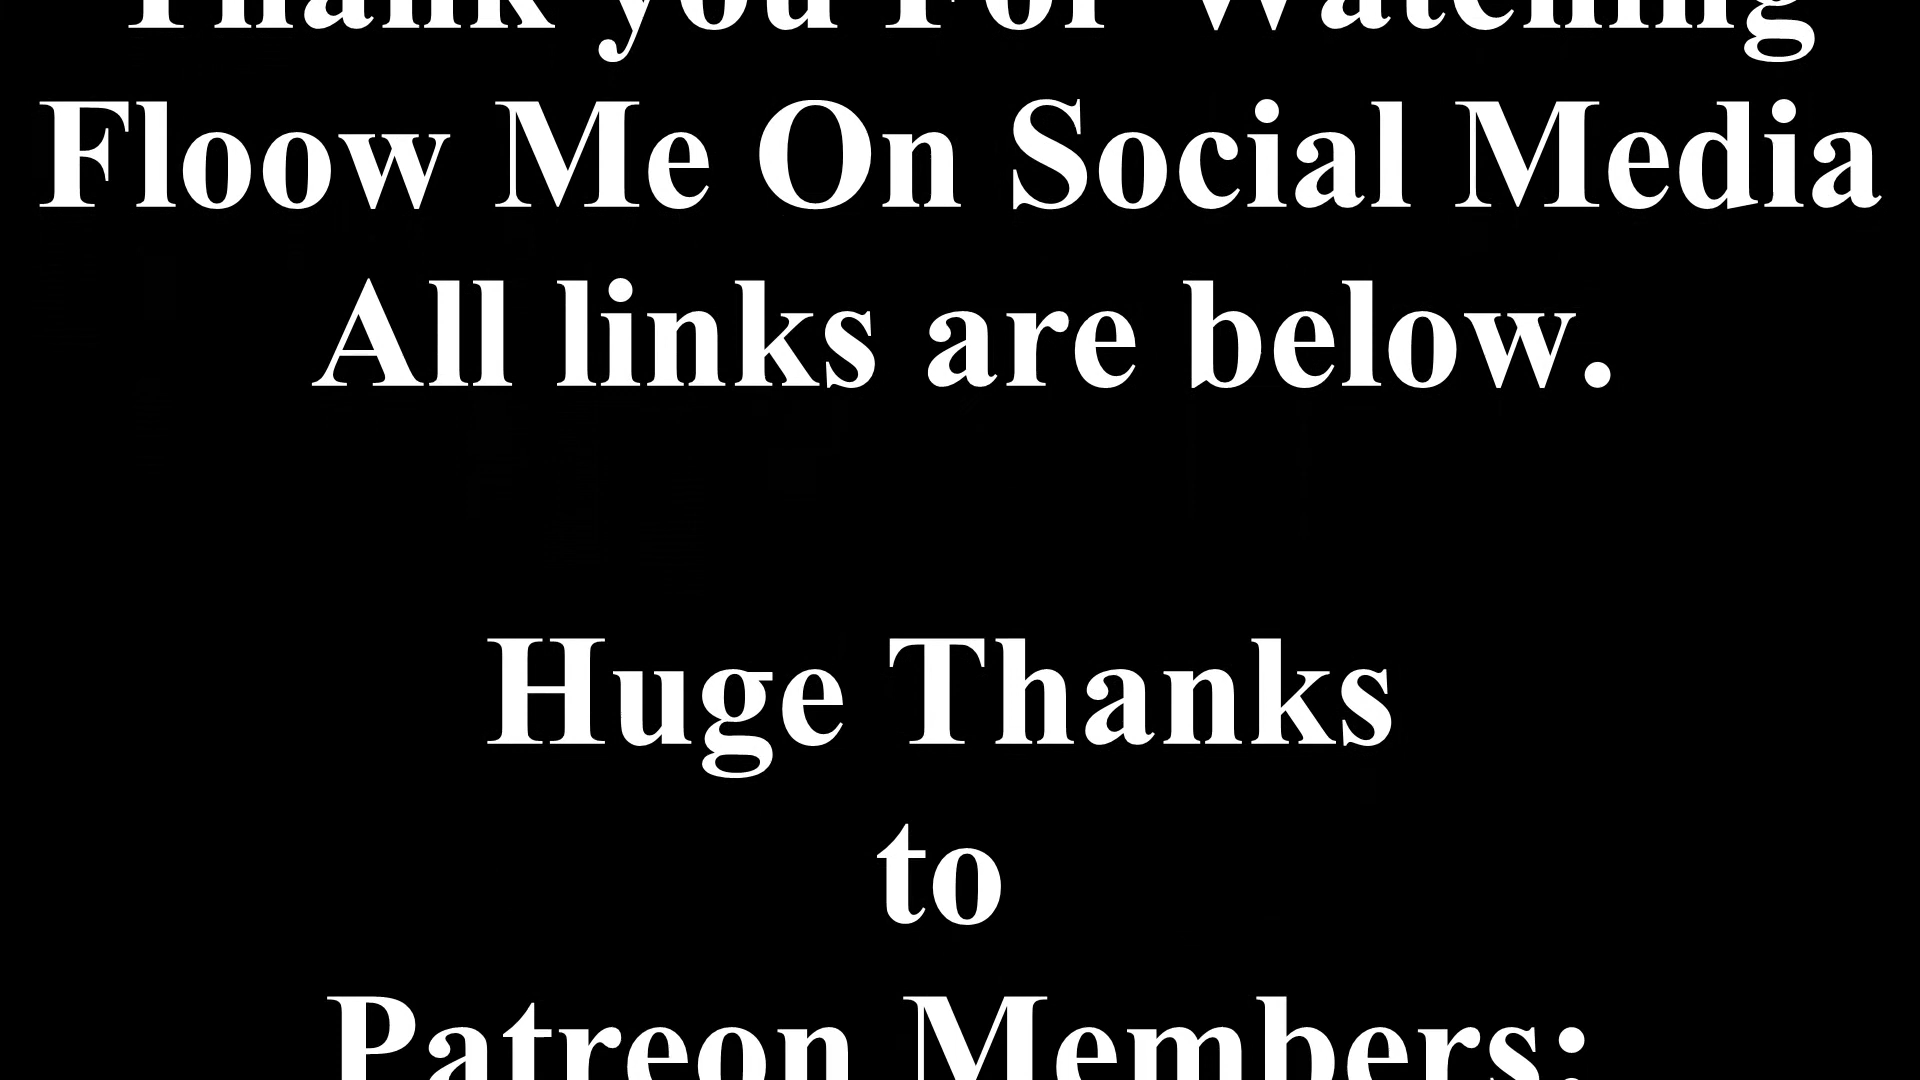 Thank you For Watching
Floow Me On Social Media
All links are below.
Huge Thanks
to
Patreon Members: